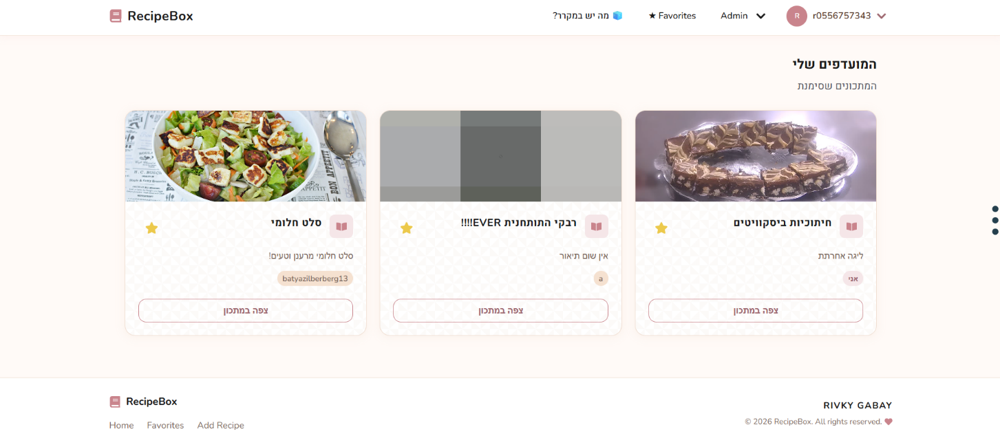 RecipeBox
מה יש במקרר?
★ Favorites
Admin
R
r0556757343
המועדפים שלי
המתכונים שסימנת
חיתוכיות ביסקוויטים
ליגה אחרתת
אני
צפה במתכון
רבקי התותחנית EVER!!!!
אין שום תיאור
a
צפה במתכון
BON APPETIT
סלט חלומי
סלט חלומי מרענן וטעים!
batyazilberberg13
צפה במתכון
RecipeBox
Home Favorites Add Recipe
RIVKY GABAY
© 2026 RecipeBox. All rights reserved.